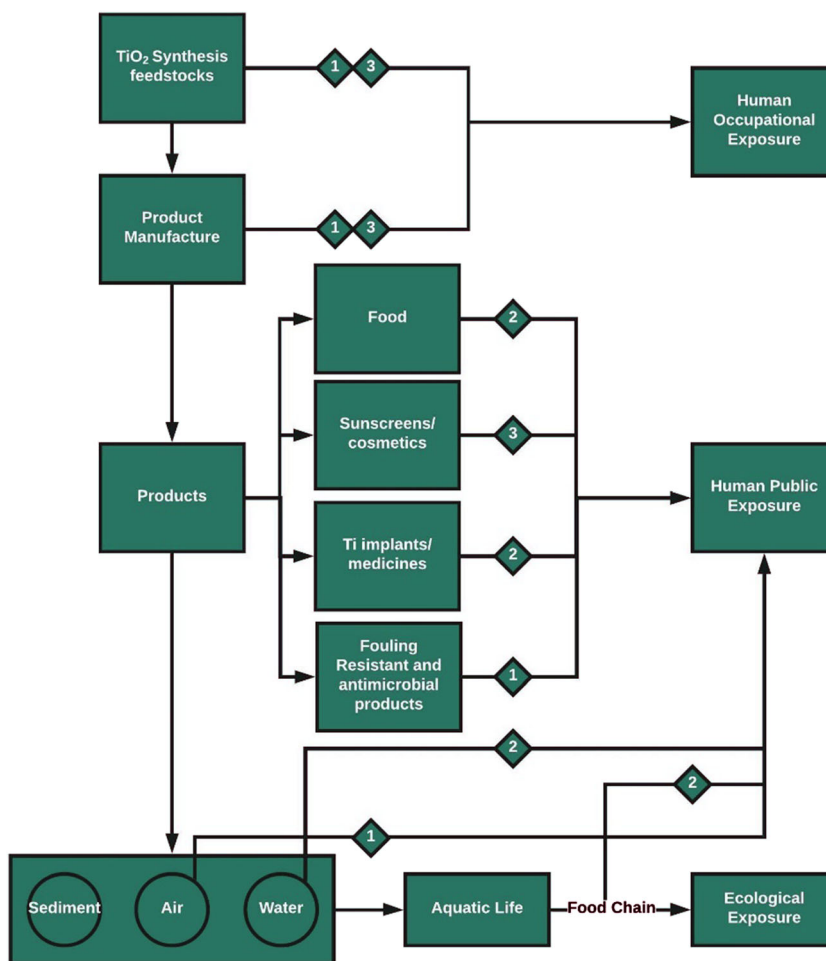 TiO₂ Synthesis
feedstocks
1
3
Human
Occupational
Exposure
Product
Manufacture
1
3
Food
2
Sunscreens/
cosmetics
3
Products
Human Public
Exposure
Ti implants/
medicines
2
Fouling
Resistant and
antimicrobial
products
1
2
2
1
Sediment
Air
Water
Aquatic Life
Food Chain
Ecological
Exposure